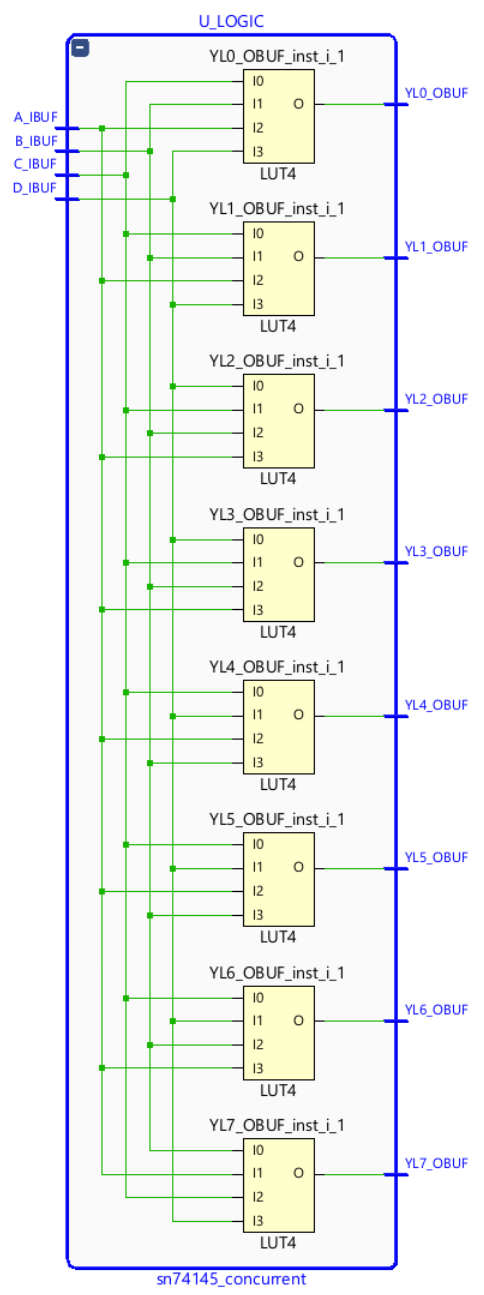 U_LOGIC
YL0_OBUF_inst_i_1
I0
I1
I2
I3
O
LUT4
YL0_OBUF
A_IBUF
B_IBUF
C_IBUF
D_IBUF
YL1_OBUF_inst_i_1
I0
I1
I2
I3
O
LUT4
YL1_OBUF
YL2_OBUF_inst_i_1
I0
I1
I2
I3
O
LUT4
YL2_OBUF
YL3_OBUF_inst_i_1
I0
I1
I2
I3
O
LUT4
YL3_OBUF
YL4_OBUF_inst_i_1
I0
I1
I2
I3
O
LUT4
YL4_OBUF
YL5_OBUF_inst_i_1
I0
I1
I2
I3
O
LUT4
YL5_OBUF
YL6_OBUF_inst_i_1
I0
I1
I2
I3
O
LUT4
YL6_OBUF
YL7_OBUF_inst_i_1
I0
I1
I2
I3
O
LUT4
YL7_OBUF
sn74145_concurrent